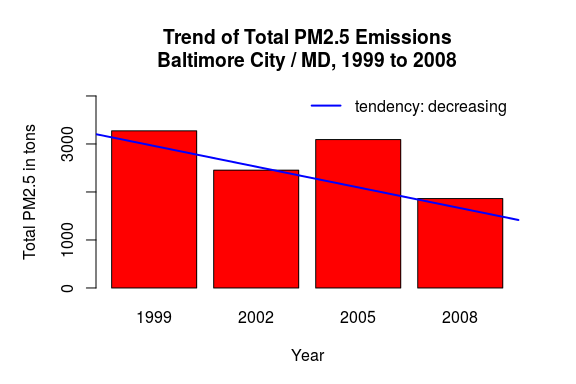 Trend of Total PM2.5 Emissions
Baltimore City / MD, 1999 to 2008
tendency: decreasing
Total PM2.5 in tons
3000
1000
0
1999 2002 2005 2008
Year